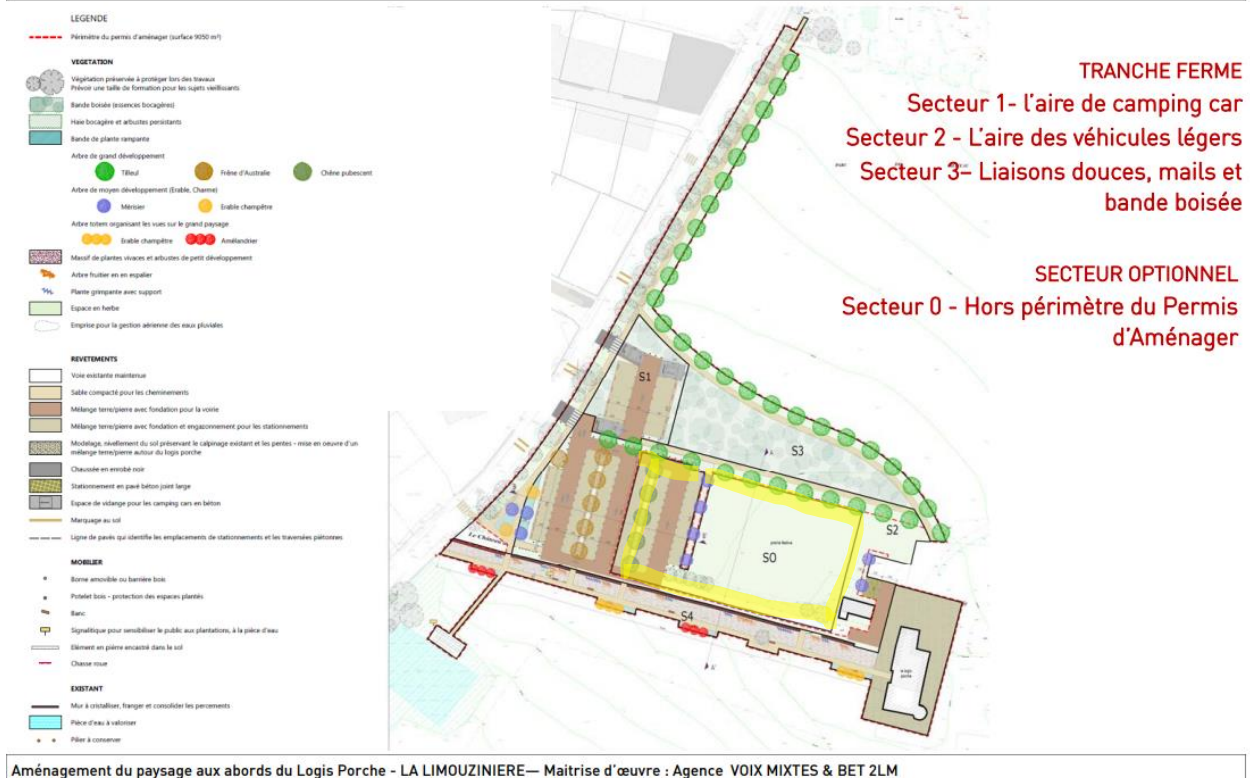 LEGENDE
Périmètre du permis d'aménager (surface 9050 m²)
VEGETATION
Végétation préservée à protéger lors des travaux
Prévoir une taille de formation pour les sujets vieillissants
Bande boisée (essences bocagères)
Haie bocagère et arbustes persistants
Bande de plante rampante
Arbre de grand développement
Tilleul
Frêne d'Australie
Chêne pubescent
Arbre de moyen développement (Erable, Charme)
Mérisier
Erable champêtre
Arbre totem organisant les vues sur le grand paysage
Erable champêtre
Amélandrier
Massif de plantes vivaces et arbustes de petit développement
Arbre fruitier en en espalier
Plante grimpante avec support
Espace en herbe
Emprise pour la gestion aérienne des eaux pluviales
REVETEMENTS
Voie existante maintenue
Sable compacté pour les cheminements
Mélange terre/pierre avec fondation pour la voirie
Mélange terre/pierre avec fondation et engazonnement pour les stationnements
Modelage, nivellement du sol préservant le calpinage existant et les pentes - mise en oeuvre d'un
mélange terre/pierre autour du logis porche
Chaussée en enrobé noir
Stationnement en pavé béton joint large
Espace de vidange pour les camping cars en béton
Marquage au sol
Ligne de pavés qui identifie les emplacements de stationnements et les traversées piétonnes
MOBILIER
Borne amovible ou barrière bois
Potelet bois - protection des espaces plantés
Banc
Signalitique pour sensibiliser le public aux plantations, à la pièce d'eau
Elément en pierre encastré dans le sol
Chasse roue
EXISTANT
Mur à cristalliser, franger et consolider les percements
Pièce d'eau à valoriser
Pilier à conserver
S1
S3
S2
S0
S4
Le Château
TRANCHE FERME
Secteur 1- l'aire de camping car
Secteur 2 - L'aire des véhicules légers
Secteur 3– Liaisons douces, mails et
bande boisée
SECTEUR OPTIONNEL
Secteur 0 - Hors périmètre du Permis
d'Aménager
Aménagement du paysage aux abords du Logis Porche - LA LIMOUZINIERE— Maitrise d'œuvre : Agence VOIX MIXTES & BET 2LM